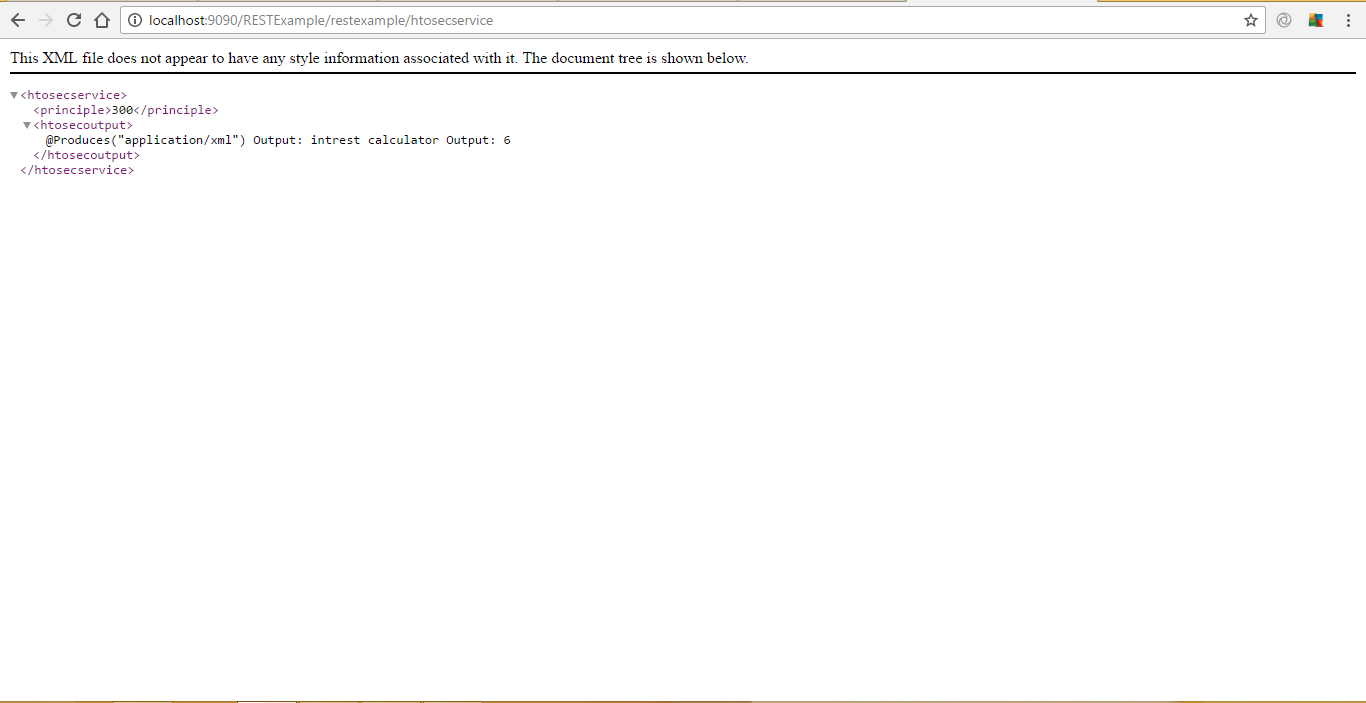 localhost:9090/RESTExample/restexample/htosecservice
This XML file does not appear to have any style information associated with it. The document tree is shown below.
<htosecservice>
<principle>300</principle>
<htosecoutput>
@Produces("application/xml") Output: intrest calculator Output: 6
</htosecoutput>
</htosecservice>